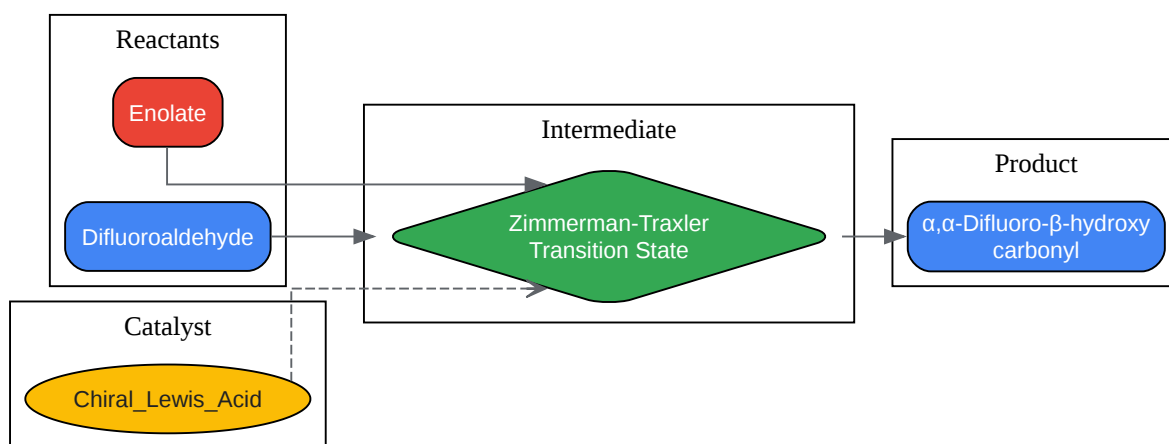 Reactants
Enolate
Difluoroaldehyde
Catalyst
Chiral_Lewis_Acid
Intermediate
Zimmerman-Traxler
Transition State
Product
α,α-Difluoro-β-hydroxy
carbonyl